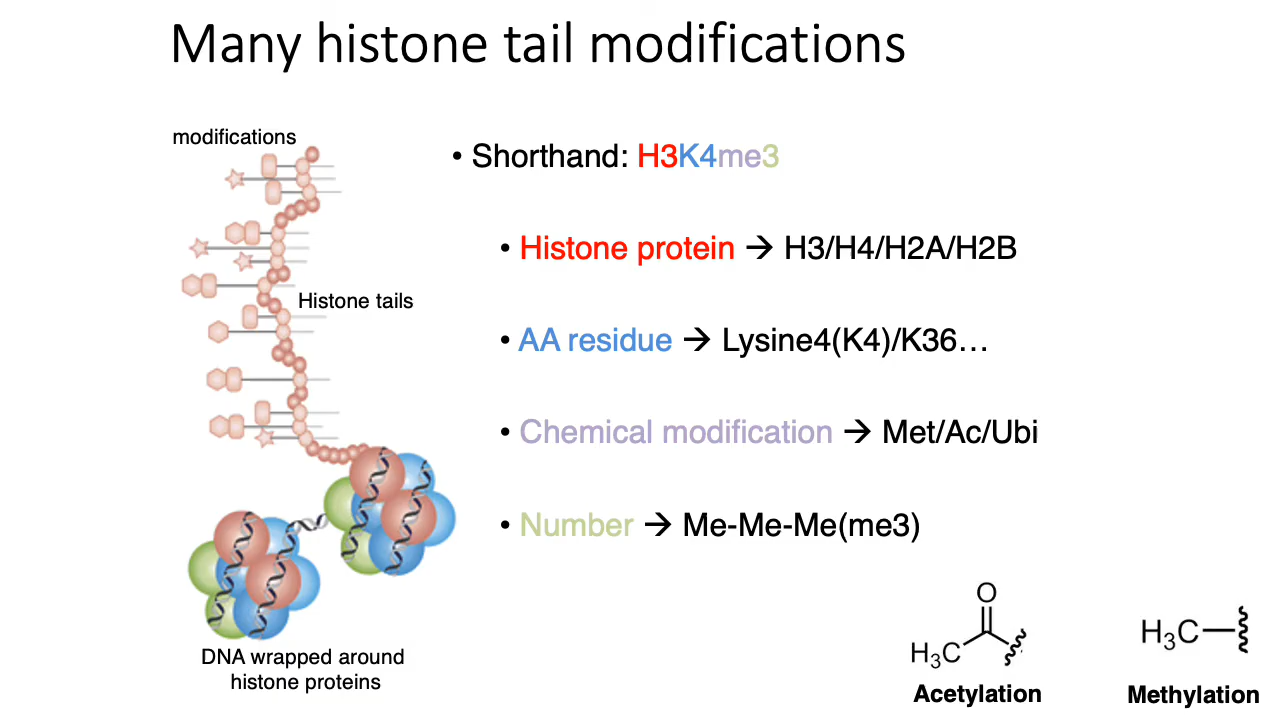 Many histone tail modifications
modifications
Histone tails
DNA wrapped around
histone proteins
• Shorthand: H3K4me3
• Histone protein → H3/H4/H2A/H2B
• AA residue → Lysine4(K4)/K36…
• Chemical modification → Met/Ac/Ubi
• Number → Me-Me-Me(me3)
O
H₃C
Acetylation
H₃C
Methylation